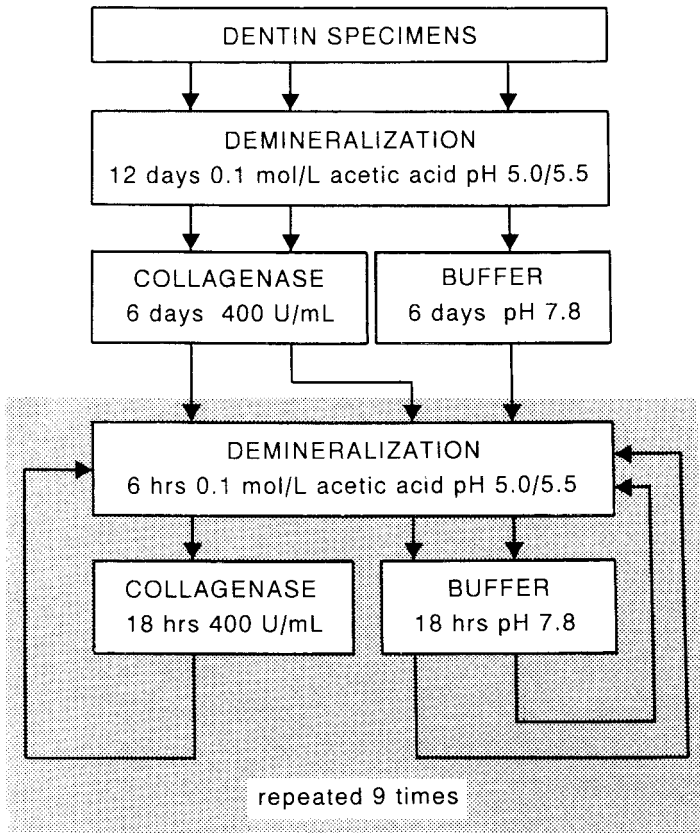 DENTIN SPECIMENS
DEMINERALIZATION
12 days 0.1 mol/L acetic acid pH 5.0/5.5
COLLAGENASE
6 days 400 U/mL
BUFFER
6 days pH 7.8
DEMINERALIZATION
6 hrs 0.1 mol/L acetic acid pH 5.0/5.5
COLLAGENASE
18 hrs 400 U/mL
BUFFER
18 hrs pH 7.8
repeated 9 times